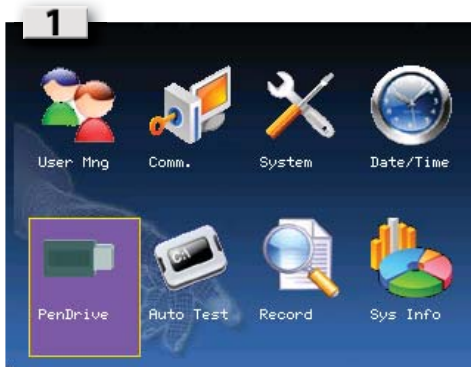 1
User Mng Comm. System Date/Time
C:\
PenDrive Auto Test Record Sys Info